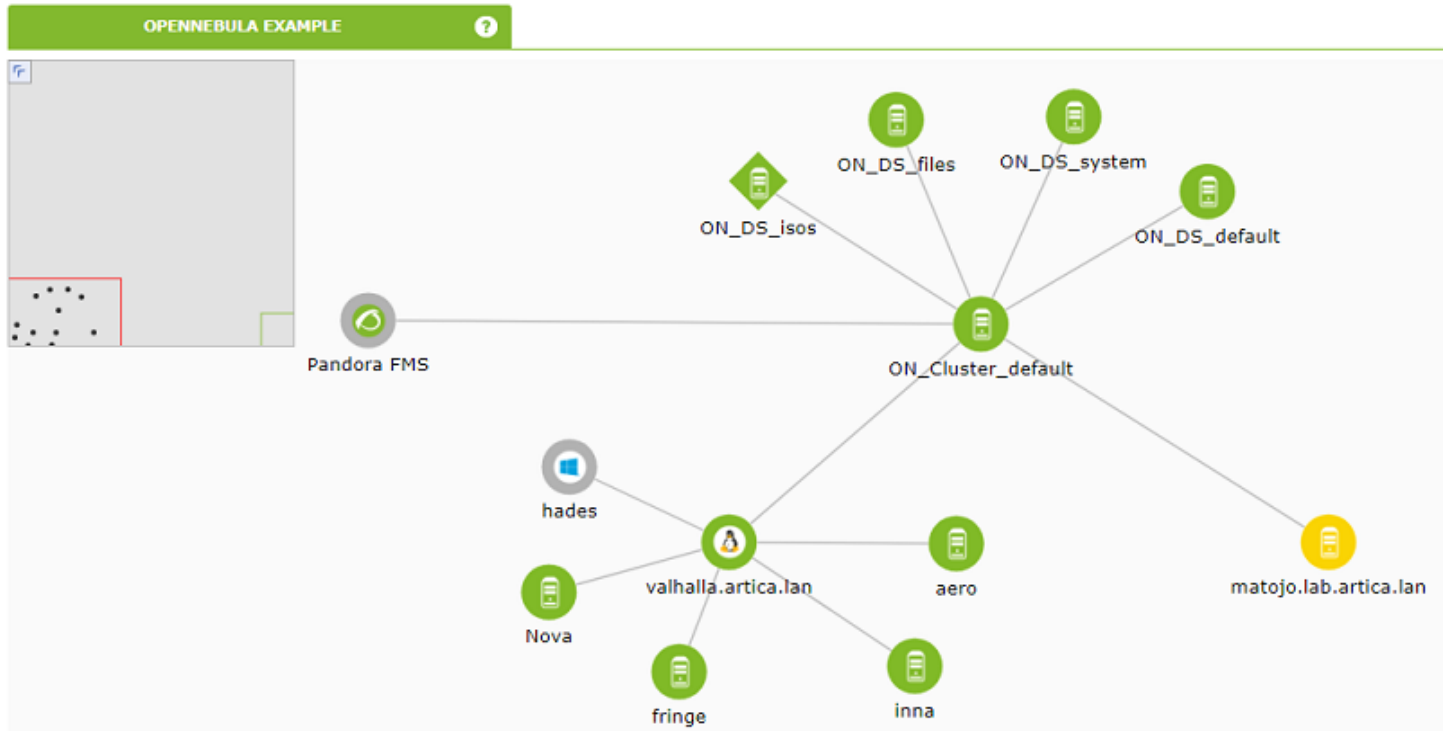 OPENNEBULA EXAMPLE
?
ON_DS_files
ON_DS_system
ON_DS_isos
ON_DS_default
Pandora FMS
ON_Cluster_default
hades
valhalla.artica.lan
aero
matojo.lab.artica.lan
Nova
fringe
inna